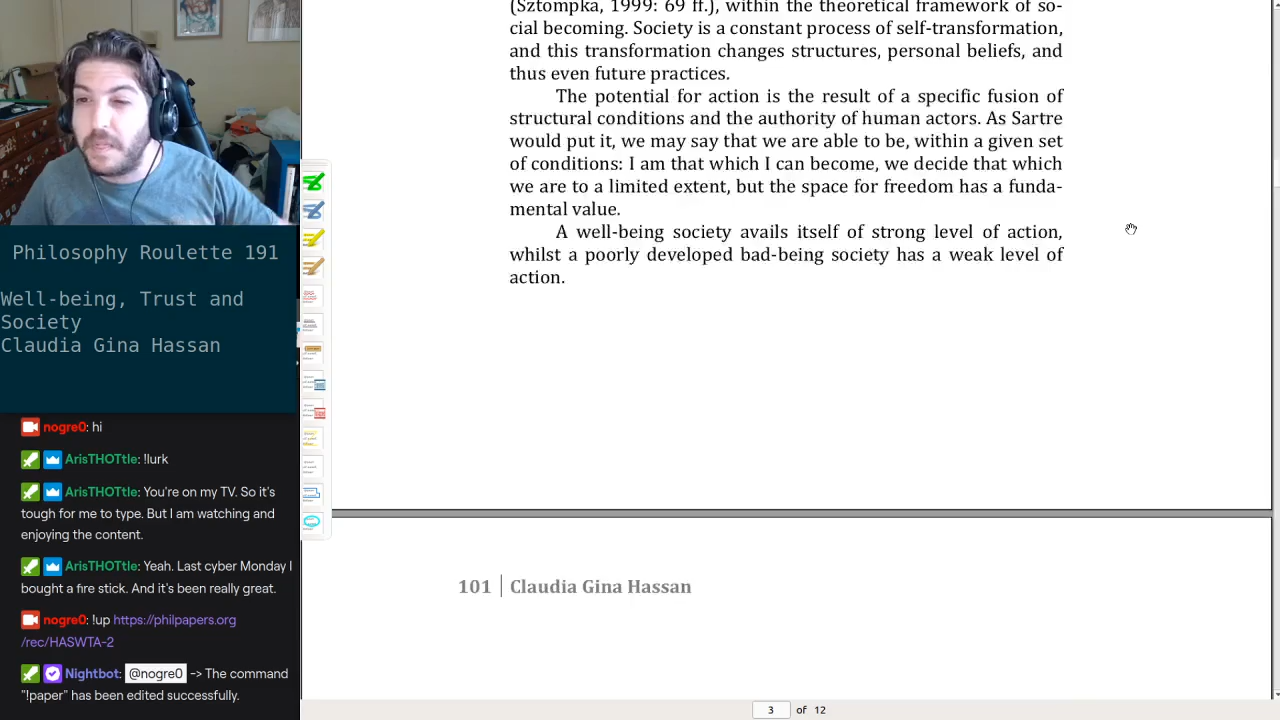 (Sztompka, 1999: 69 ff.), within the theoretical framework of so-
cial becoming. Society is a constant process of self-transformation,
and this transformation changes structures, personal beliefs, and
thus even future practices.
The potential for action is the result of a specific fusion of
structural conditions and the authority of human actors. As Sartre
would put it, we may say that we are able to be, within a given set
of conditions: I am that which I can become, we decide that which
we are to a limited extent, but the space for freedom has a funda-
mental value.
A well-being society avails itself of strong level of action,
whilst a poorly developed bad-being society has a weak level of
action
101 | Claudia Gina Hassan
3 of 12
Philosophy Roulette 191
Well-being, Trust and
Society
Claudia Gina Hassan
nogre0: hi
ArisTHOTtle: !lurk
ArisTHOTtle: You're on my TV. So it's
tough for me to type. But I am watching and
enjoying the content.
ArisTHOTtle: Yeah. Last cyber Monday I
bought a fire stick. And it's been really great.
nogre0: !up https://philpapers.org
/rec/HASWTA-2
Nightbot: @nogre0 -> The command
"!paper" has been edited successfully.